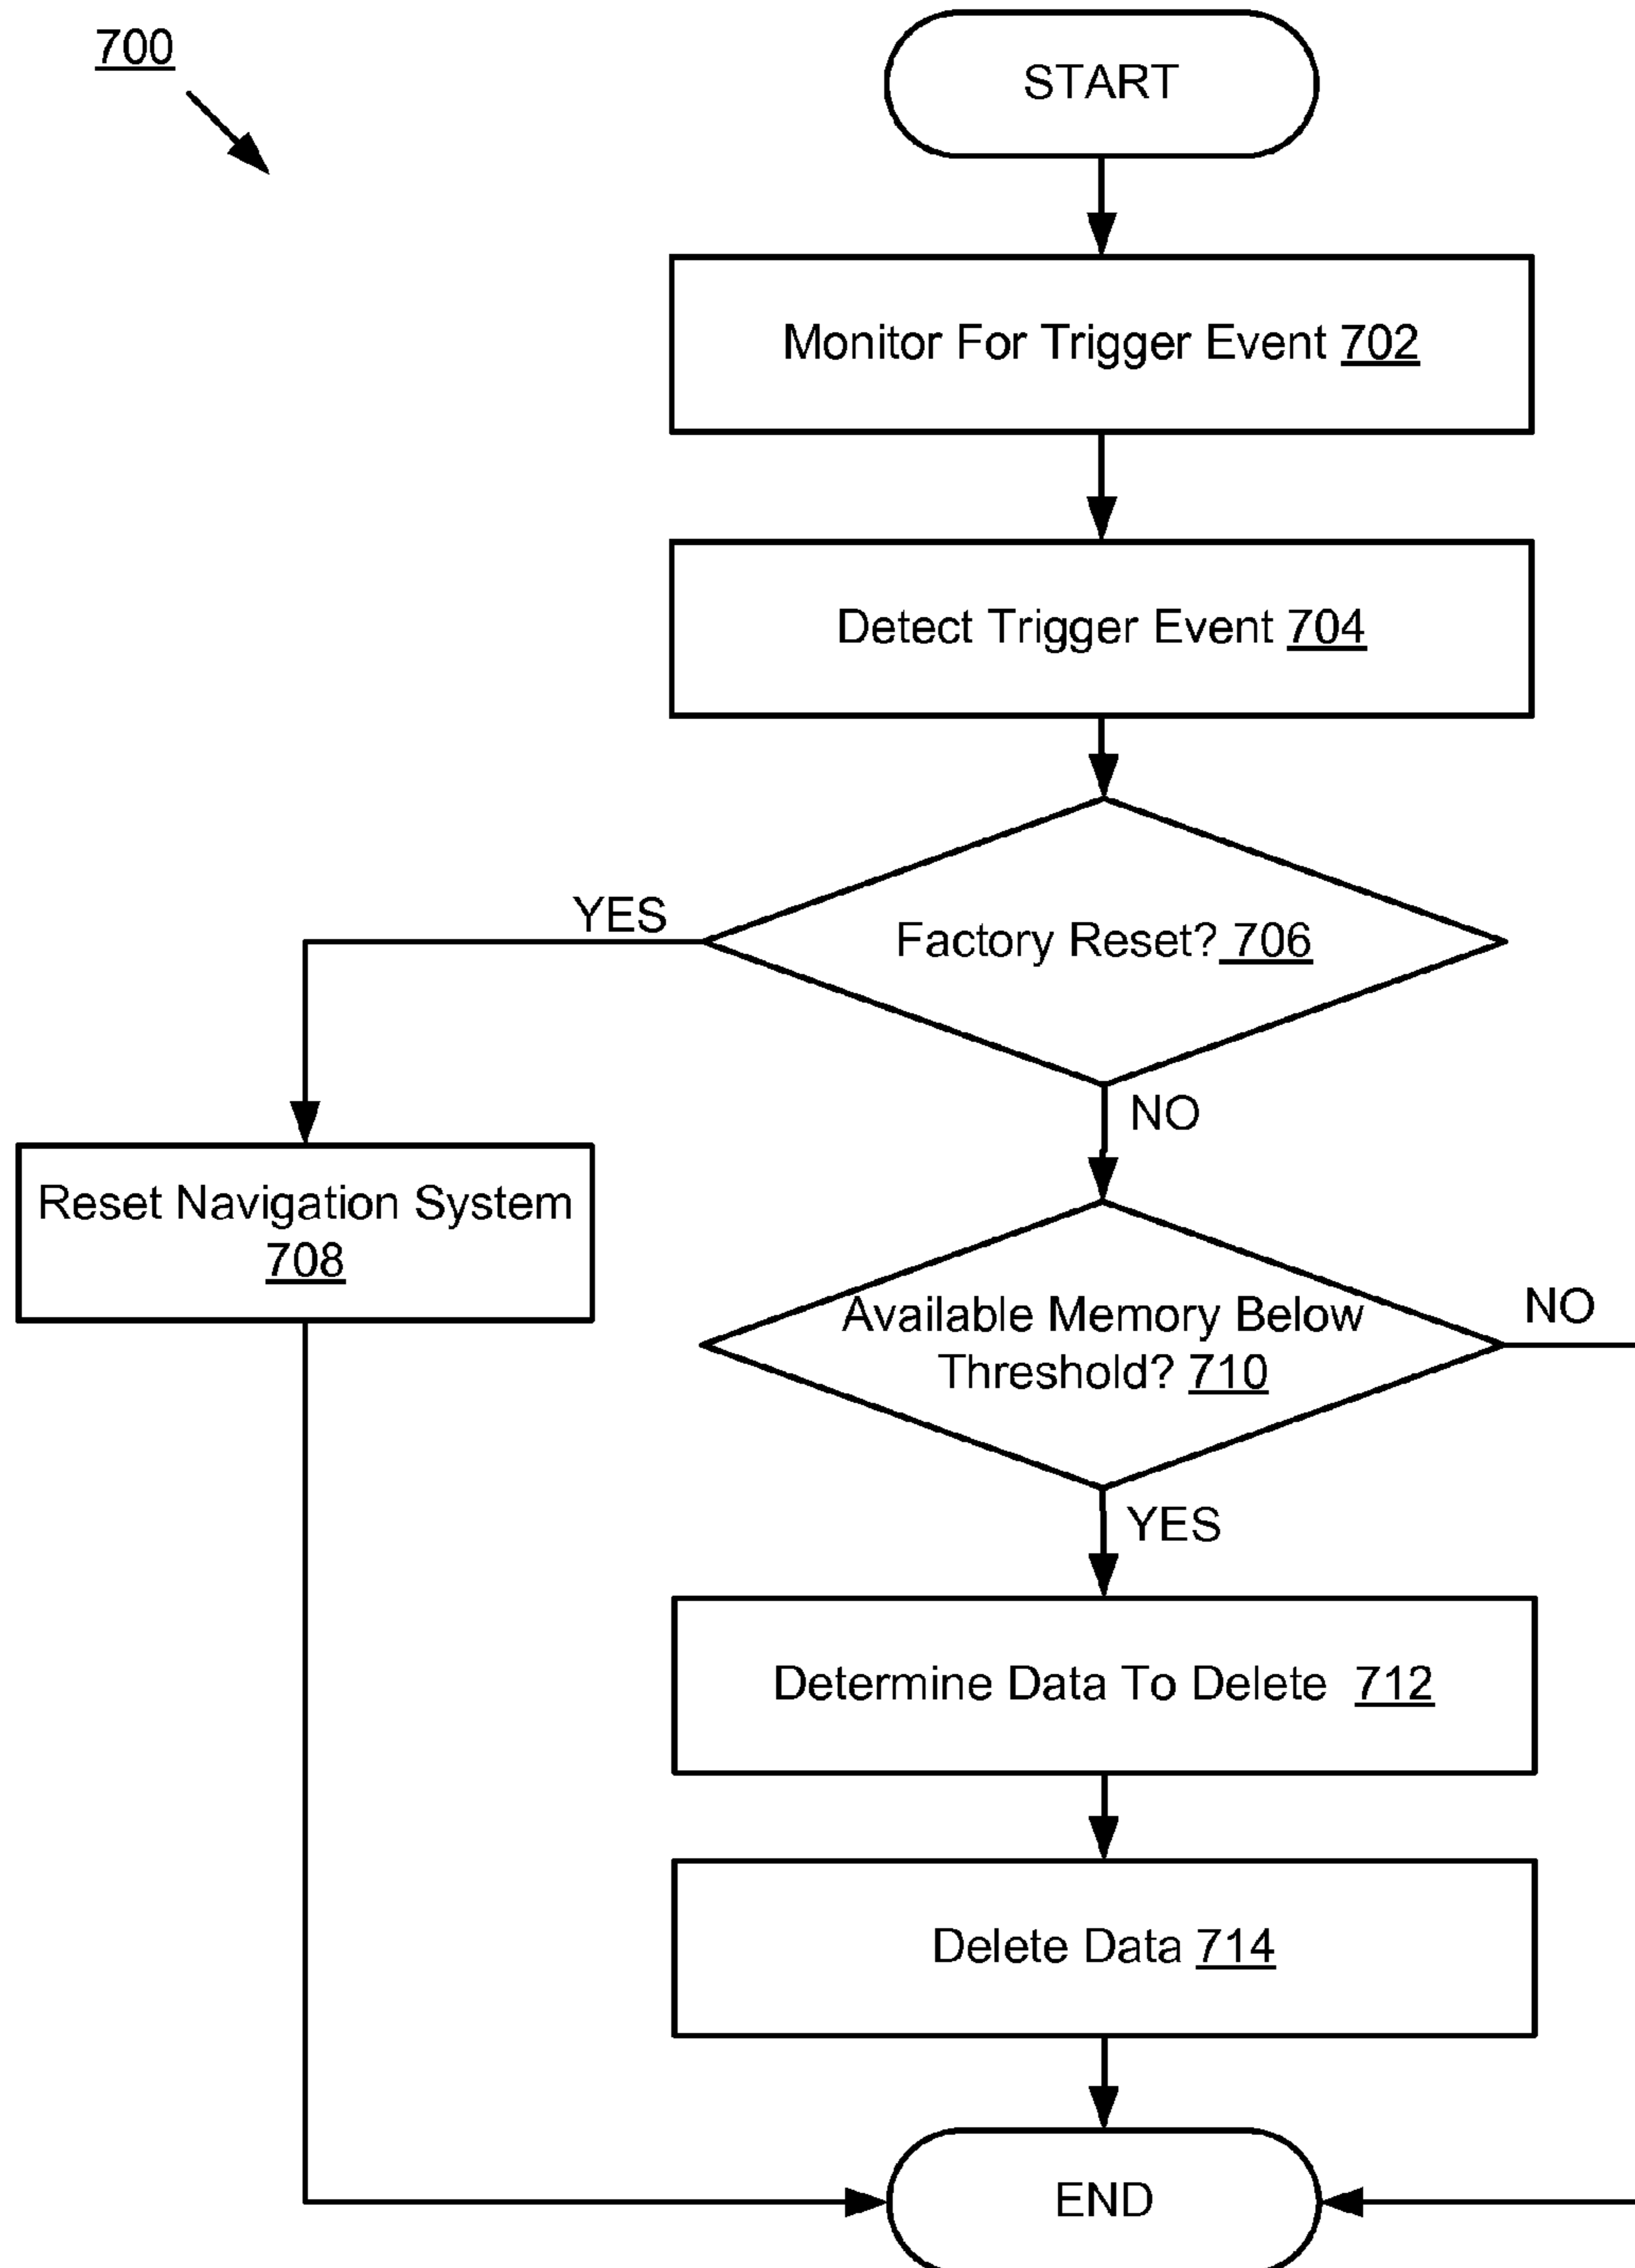 700
START
Monitor For Trigger Event 702
Detect Trigger Event 704
YES
Factory Reset? 706
NO
Reset Navigation System
708
Available Memory Below
Threshold? 710
NO
YES
Determine Data To Delete 712
Delete Data 714
END